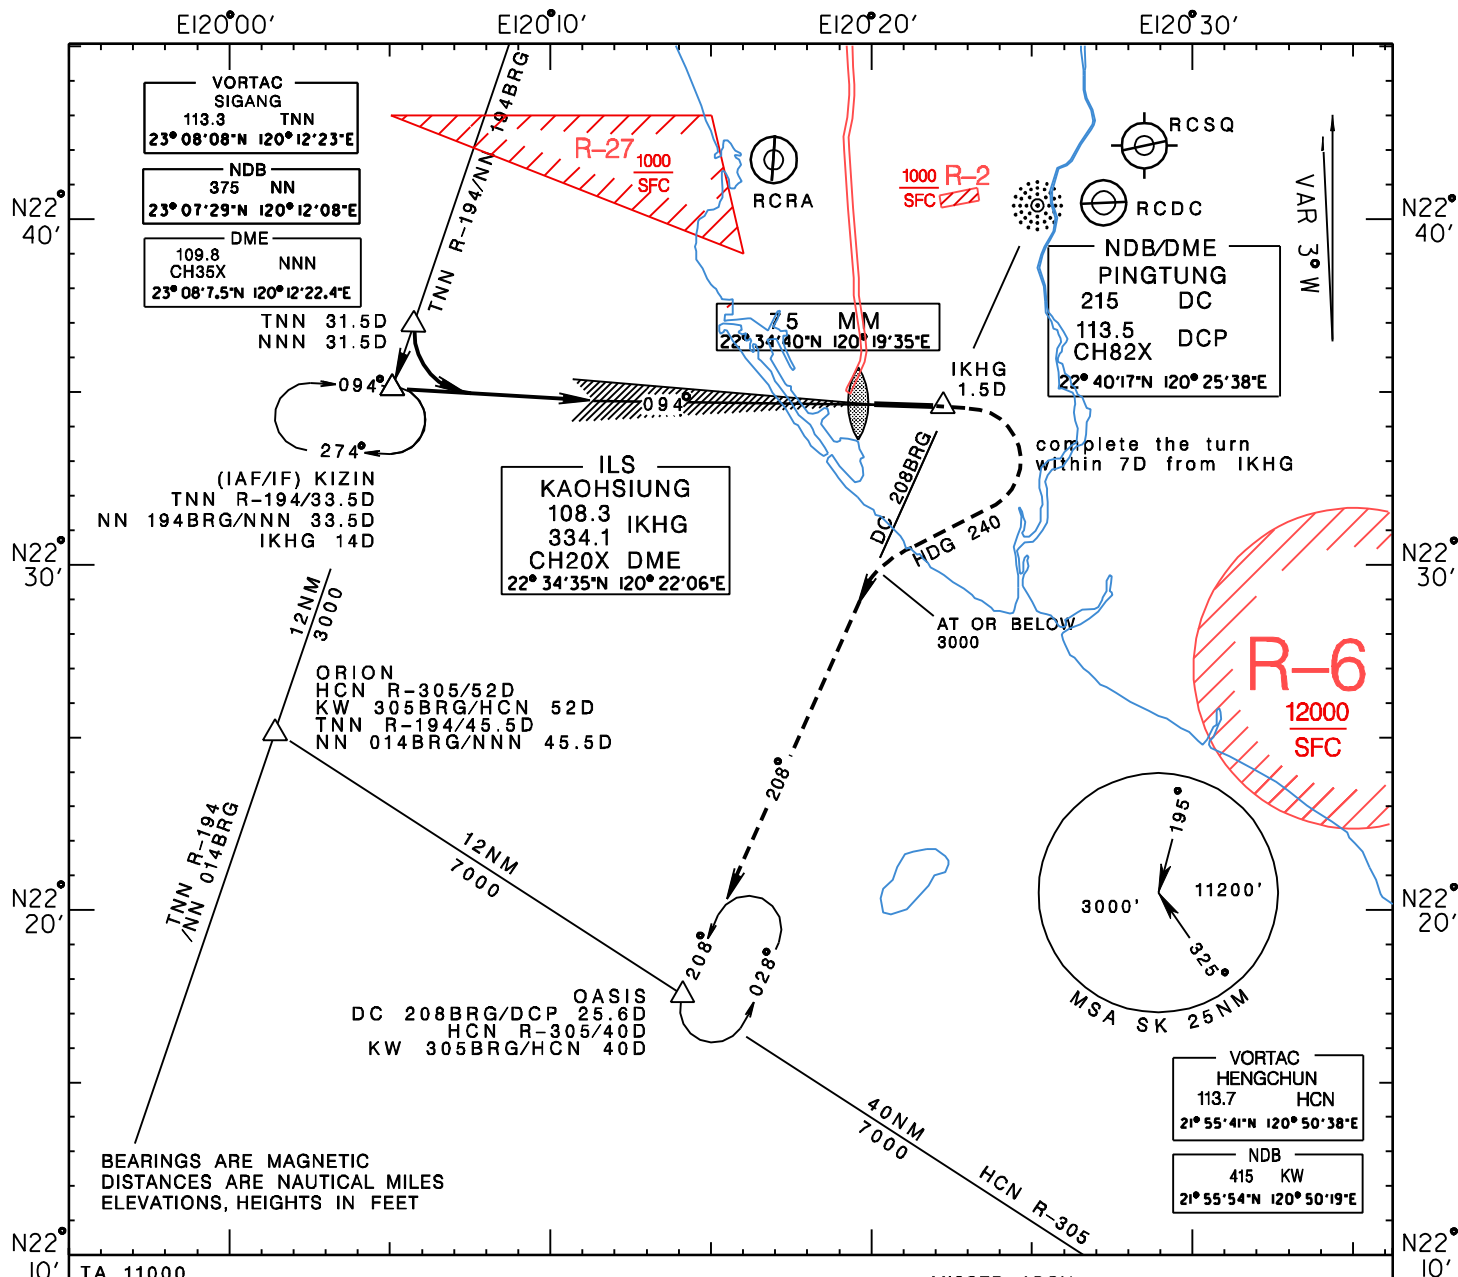 E120°00' E120°10' E120°20' E120°30'
VORTAC
SIGANG
113.3 TNN
23°08'08"N 120°12'23"E
NDB
375 NN
23°07'29"N 120°12'08"E
DME
109.8
CH35X NNN
23°08'7.5"N 120°12'22.4"E
TNN R-194/NN 194BRG
R-27 1000
SFC
RCRA
1000 R-2
SFC
RCSQ
RCDC
VAR 3°W
N22°
40'
N22°
40'
NDB/DME
PINGTUNG
215 DC
113.5
CH82X DCP
22°40'17"N 120°25'38"E
75 MM
22°34'40"N 120°19'35"E
TNN 31.5D
NNN 31.5D
IKHG
1.5D
094°
094°
274°
(IAF/IF) KIZIN
TNN R-194/33.5D
NN 194BRG/NNN 33.5D
IKHG 14D
ILS
KAOHSIUNG
108.3
334.1 IKHG
CH20X DME
22°34'35"N 120°22'06"E
DC 208BRG
complete the turn
within 7D from IKHG
HDG 240
N22°
30'
N22°
30'
12NM
3000
AT OR BELOW
3000
R-6
12000
SFC
ORION
HCN R-305/52D
KW 305BRG/HCN 52D
TNN R-194/45.5D
NN 014BRG/NNN 45.5D
208°
TNN R-194
/NN 014BRG
12NM
7000
N22°
20'
N22°
20'
195°
3000' 11200'
325°
MSA SK 25NM
208°
028°
OASIS
DC 208BRG/DCP 25.6D
HCN R-305/40D
KW 305BRG/HCN 40D
40NM
7000
HCN R-305
VORTAC
HENGCHUN
113.7 HCN
21°55'41"N 120°50'38"E
NDB
415 KW
21°55'54"N 120°50'19"E
BEARINGS ARE MAGNETIC
DISTANCES ARE NAUTICAL MILES
ELEVATIONS, HEIGHTS IN FEET
N22°
10'
N22°
10'
TA 11000